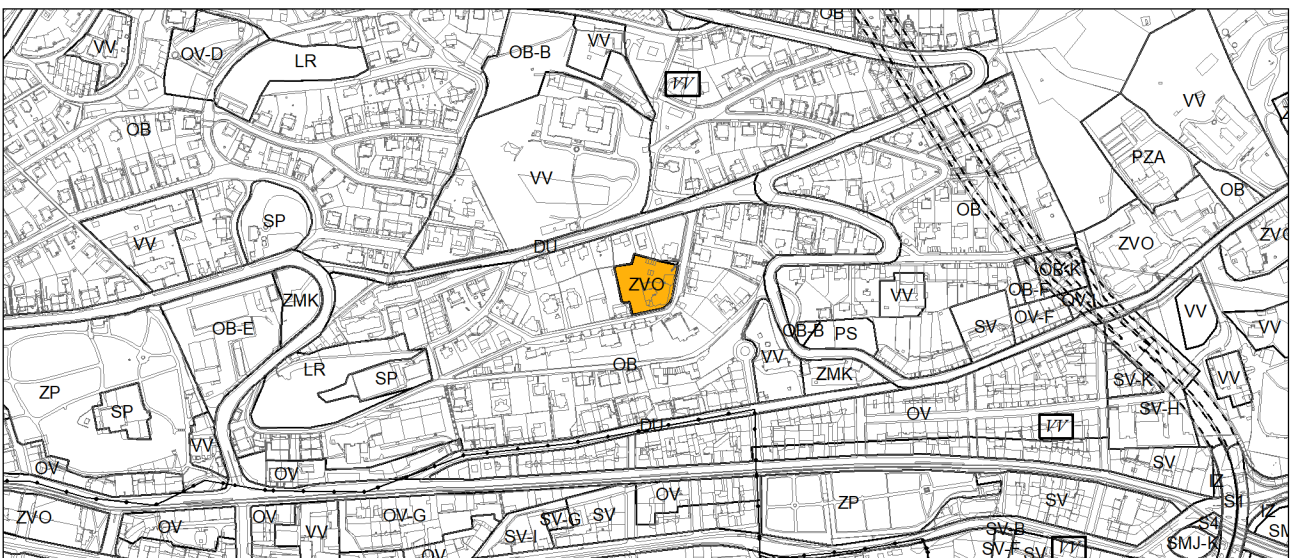 OB
VV
OV-D
LR
OB-B
VV
VV
VV
OB
PZA
VV
OB
SP
OB
VV
DU
ZVO
ZVO
ZVO
OB-K
OB-F
OV
OV-F
ZMK
OB-E
VV
SV
VV
VV
OB-B
PS
LR
SP
OB
VV
ZMK
SV-K
VV
ZP
SP
SV-H
OV
DU
VV
VV
OV
OV
SV
IZ
ZVO
OV
OV
VV
OV-G
OV
SV-I
SV-G
SV
OV
ZP
SV
S1
IZ
S4
SV-B
SV-F
SV
VV
SMJ-K